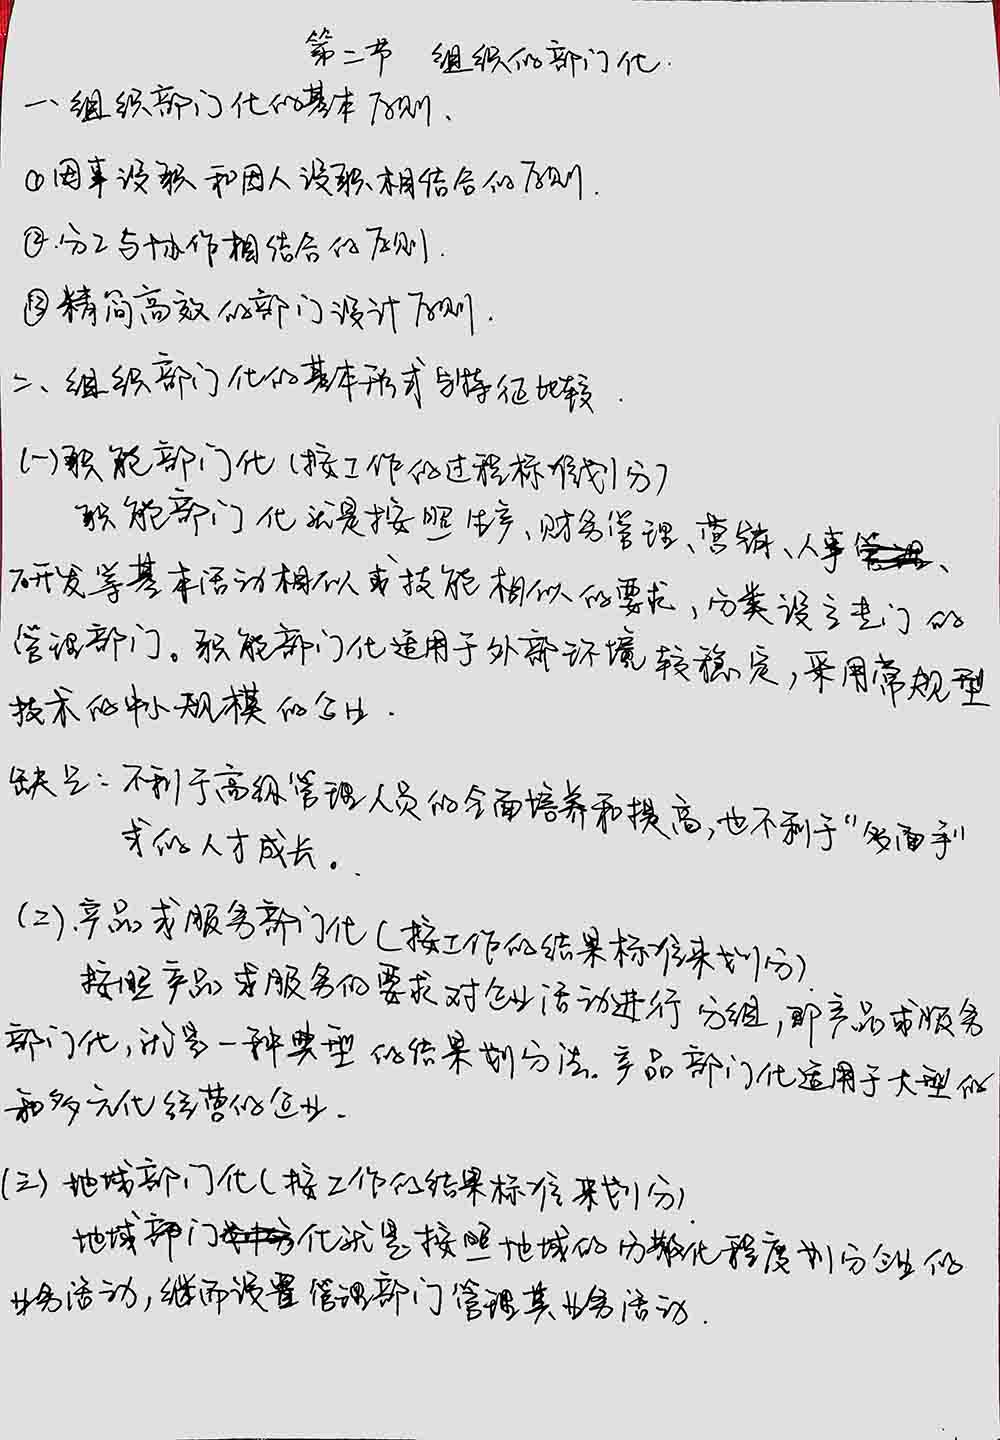 第二节 组织的部门化.
一、组织部门化的基本原则、
①因事设职和因人设职相结合的原则.
②.分工与协作相结合的原则.
③精简高效的部门设计原则.
二、组织部门化的基本形式与特征比较.
(一)职能部门化(按工作的过程标准划分)
职能部门化就是按照生产、财务管理、营销、人事、
研发等基本活动相似或技能相似的要求,分类设立专门的
管理部门。职能部门化适用于外部环境较稳定,采用常规型
技术的中小规模的企业.
缺点:不利于高级管理人员的全面培养和提高,也不利于"多面手"
式的人才成长。
(二).产品或服务部门化(按工作的结果标准来划分)
按照产品或服务的要求对企业活动进行分组,即产品或服务
部门化,就是一种典型的结果划分法.产品部门化适用于大型的
和多元化经营的企业.
(三)地域部门化(按工作的结果标准来划分)
地域部门化就是按照地域的分散化程度划分企业的
业务活动,继而设置管理部门管理其业务活动.